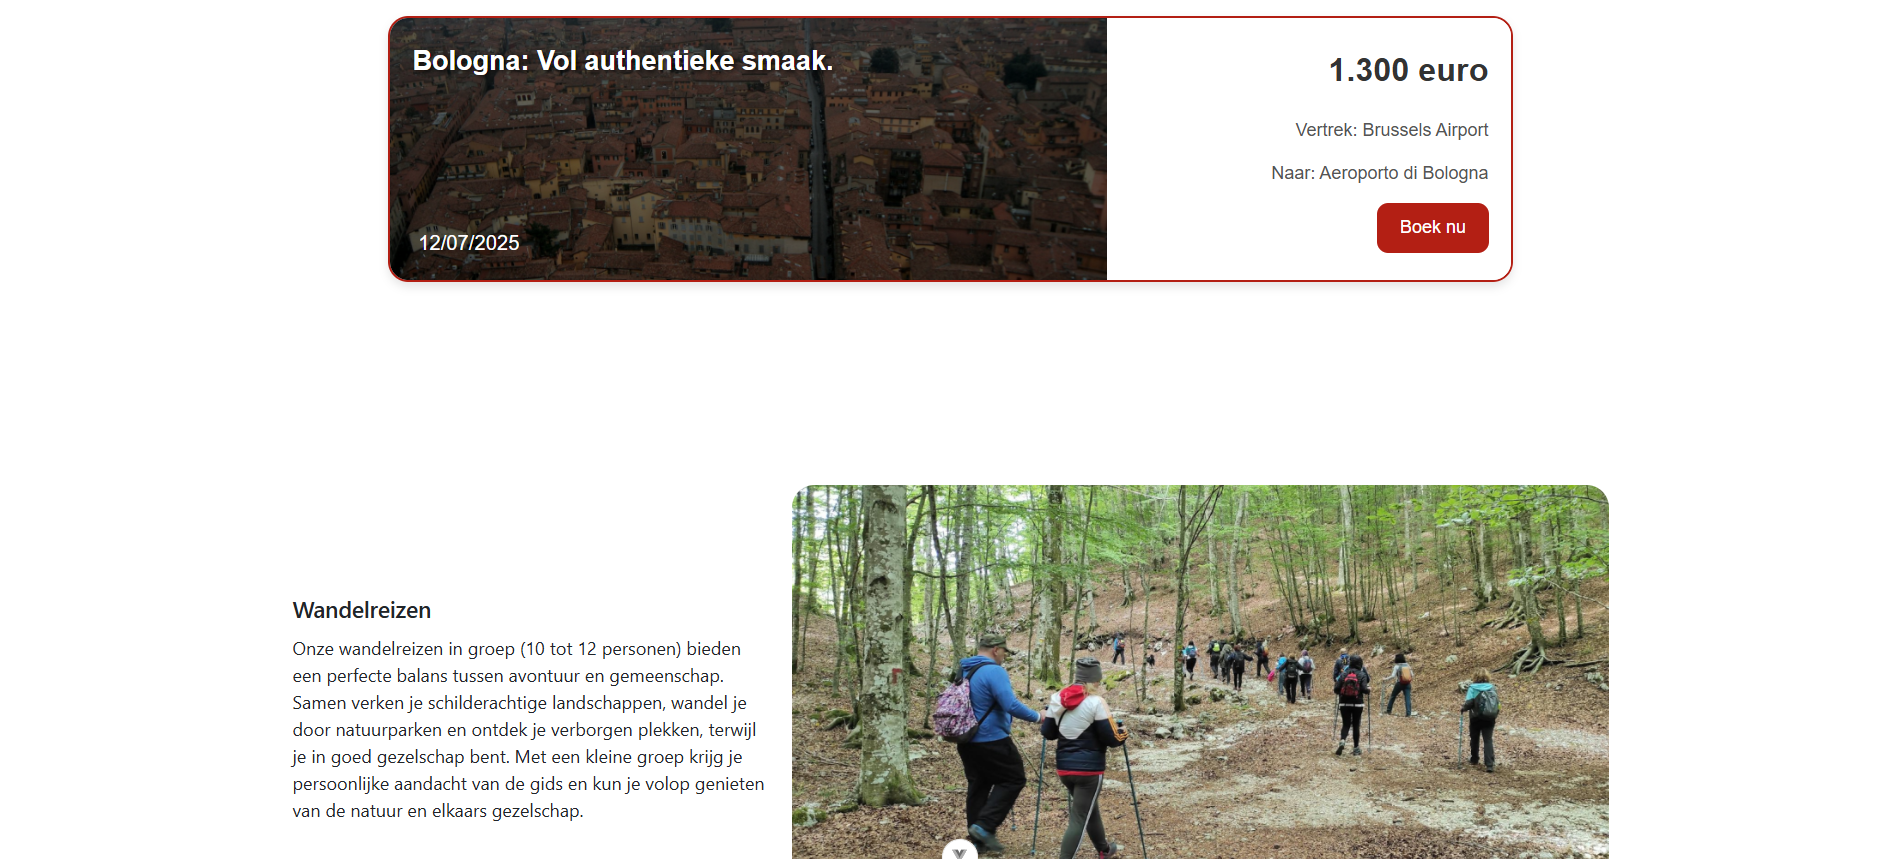 Bologna: Vol authentieke smaak.
12/07/2025
1.300 euro
Vertrek: Brussels Airport
Naar: Aeroporto di Bologna
Boek nu
Wandelreizen
Onze wandelreizen in groep (10 tot 12 personen) bieden
een perfecte balans tussen avontuur en gemeenschap.
Samen verken je schilderachtige landschappen, wandel je
door natuurparken en ontdek je verborgen plekken, terwijl
je in goed gezelschap bent. Met een kleine groep krijg je
persoonlijke aandacht van de gids en kun je volop genieten
van de natuur en elkaars gezelschap.